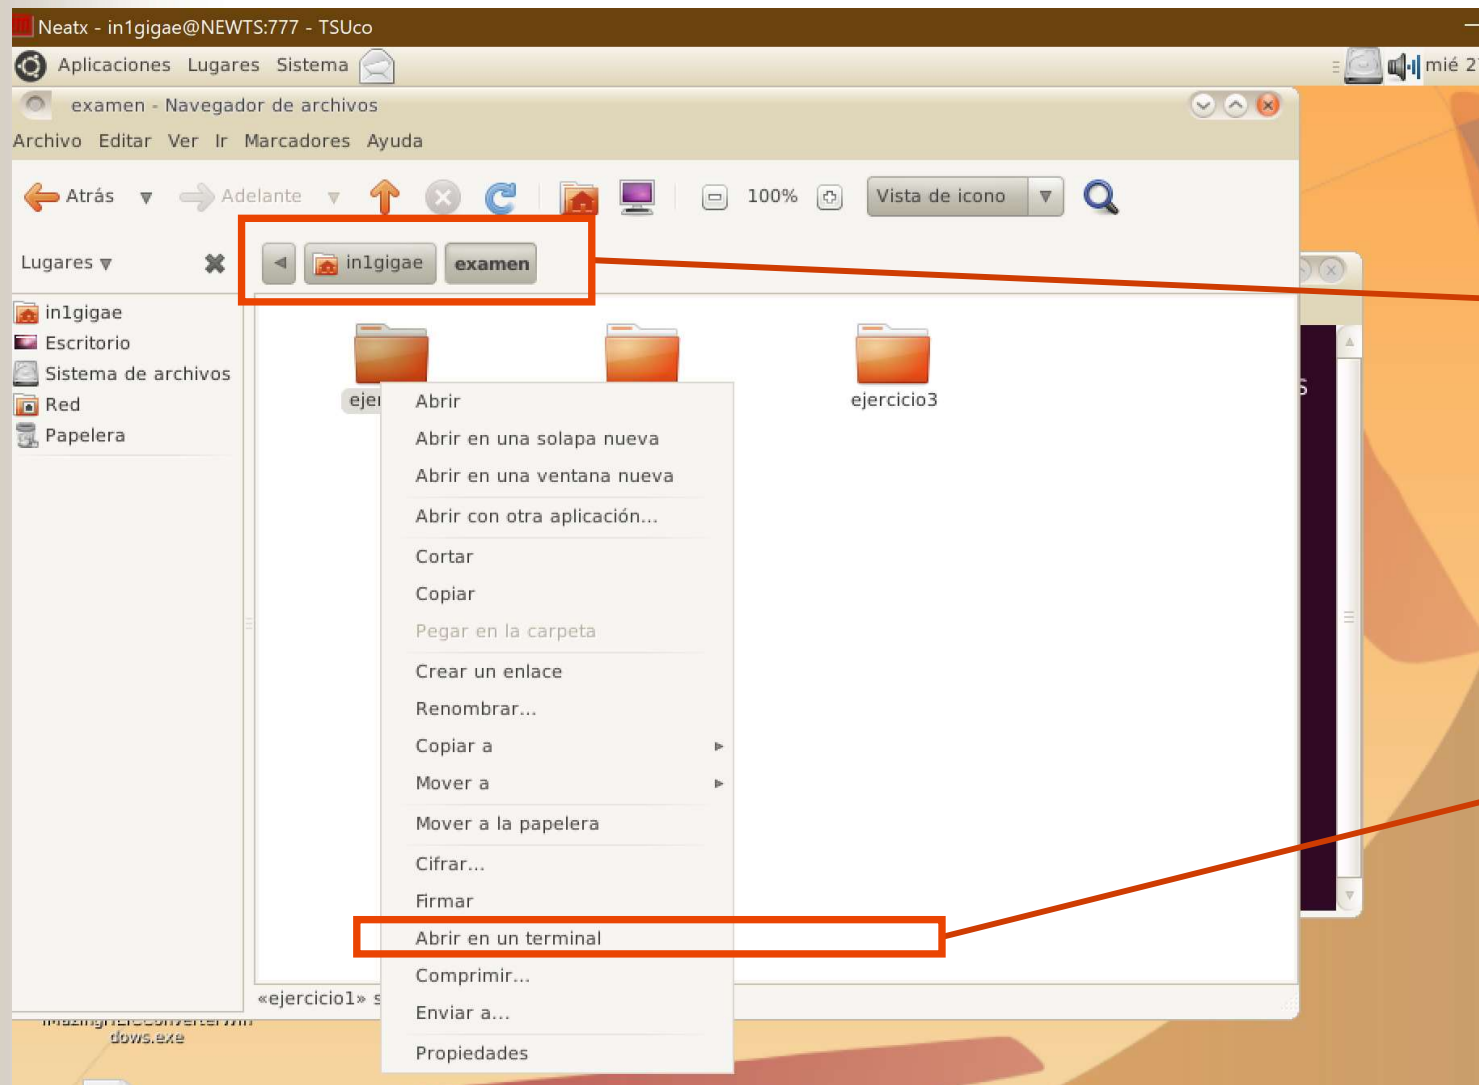 Neatx - in1gigae@NEWTS:777 - TSUco
Aplicaciones Lugares Sistema
mié 2
examen - Navegador de archivos
Archivo Editar Ver Ir Marcadores Ayuda
Atrás Adelante 100% Vista de icono
Lugares in1gigae examen
in1gigae
Escritorio
Sistema de archivos
Red
Papelera
ejer
ejercicio3
s
Abrir
Abrir en una solapa nueva
Abrir en una ventana nueva
Abrir con otra aplicación...
Cortar
Copiar
Pegar en la carpeta
Crear un enlace
Renombrar...
Copiar a
Mover a
Mover a la papelera
Cifrar...
Firmar
Abrir en un terminal
Comprimir...
Enviar a...
Propiedades
«ejercicio1» s
dows.exe